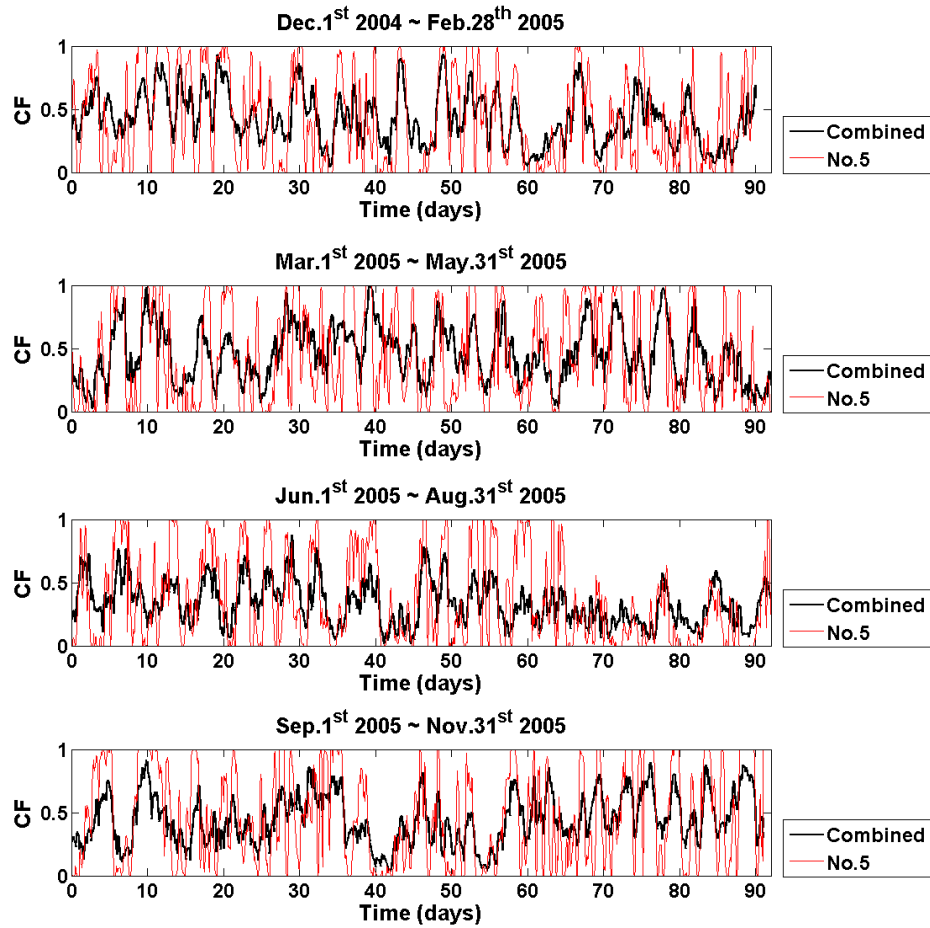 Dec.1st 2004 ~ Feb.28th 2005
CF
1
0.5
0
0 10 20 30 40 50 60 70 80 90
Time (days)
Combined
No.5
Mar.1st 2005 ~ May.31st 2005
CF
1
0.5
0
0 10 20 30 40 50 60 70 80 90
Time (days)
Combined
No.5
Jun.1st 2005 ~ Aug.31st 2005
CF
1
0.5
0
0 10 20 30 40 50 60 70 80 90
Time (days)
Combined
No.5
Sep.1st 2005 ~ Nov.31st 2005
CF
1
0.5
0
0 10 20 30 40 50 60 70 80 90
Time (days)
Combined
No.5